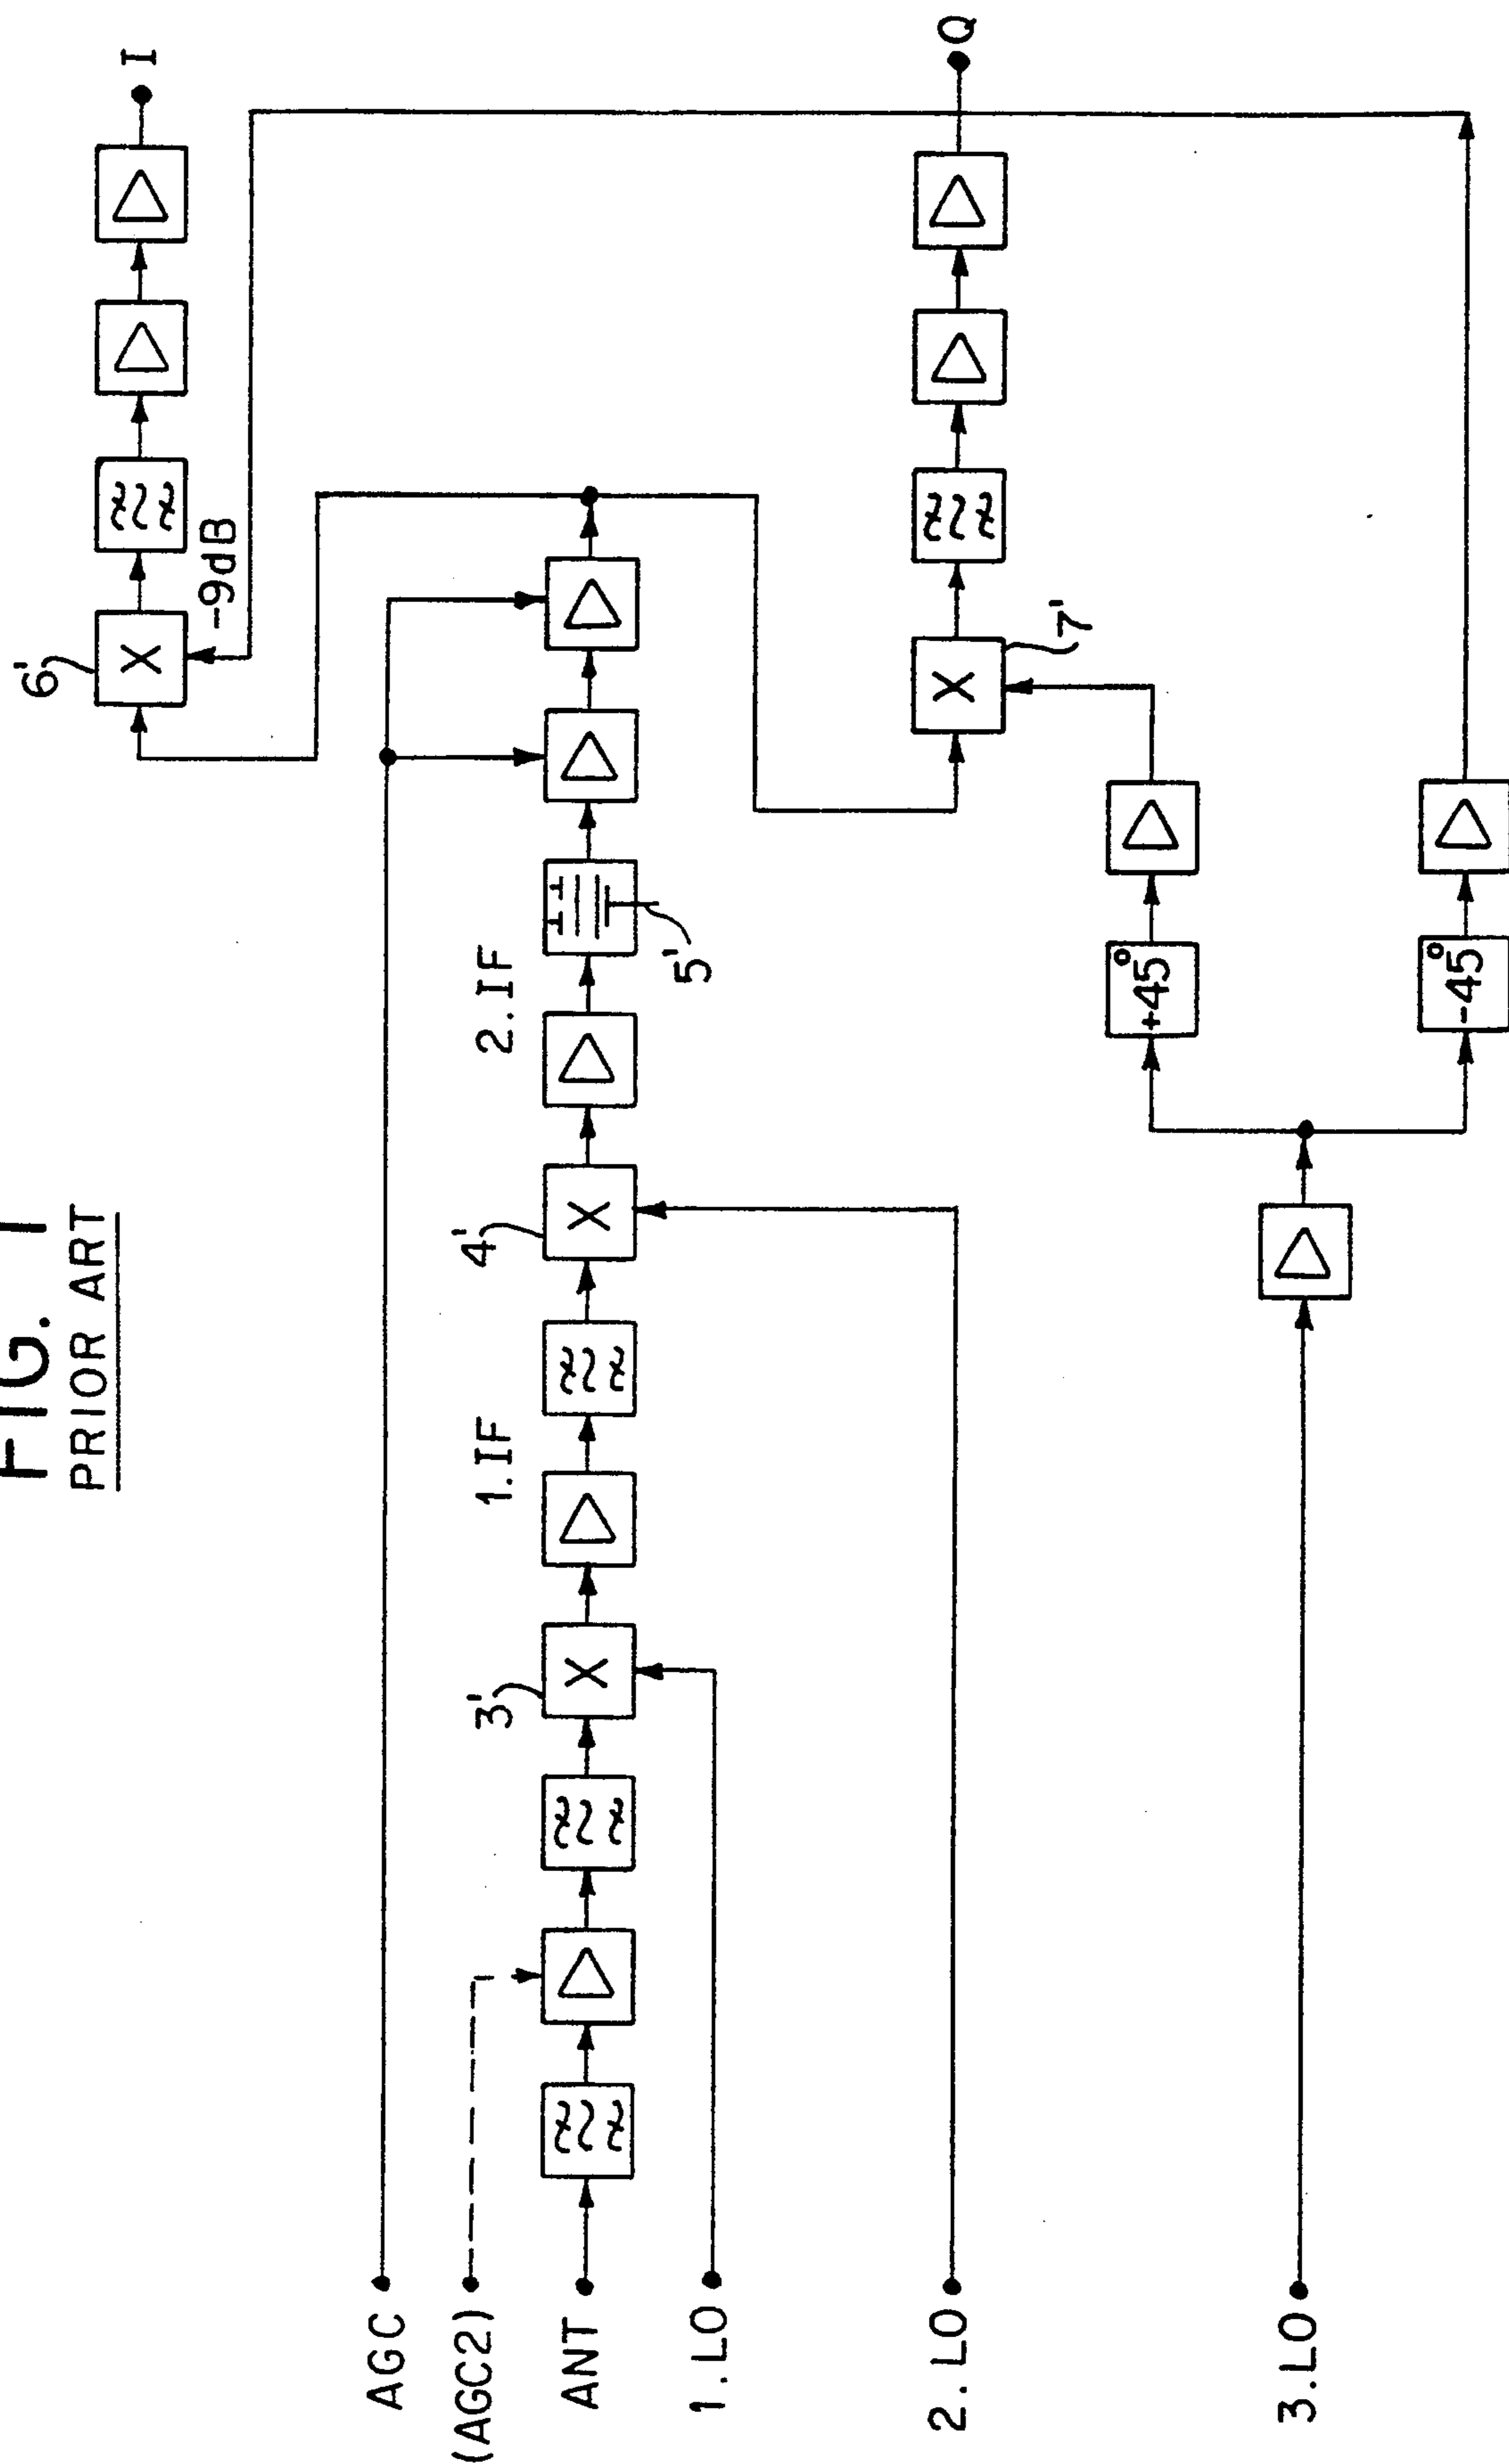 FIG. 1
PRIOR ART
AGC
(AGC2)
ANT
1.LO
2.LO
3.LO
3'
1.IF
4'
2.IF
5'
6'
-9dB
I
7'
Q
+45°
-45°
X
X
X
X